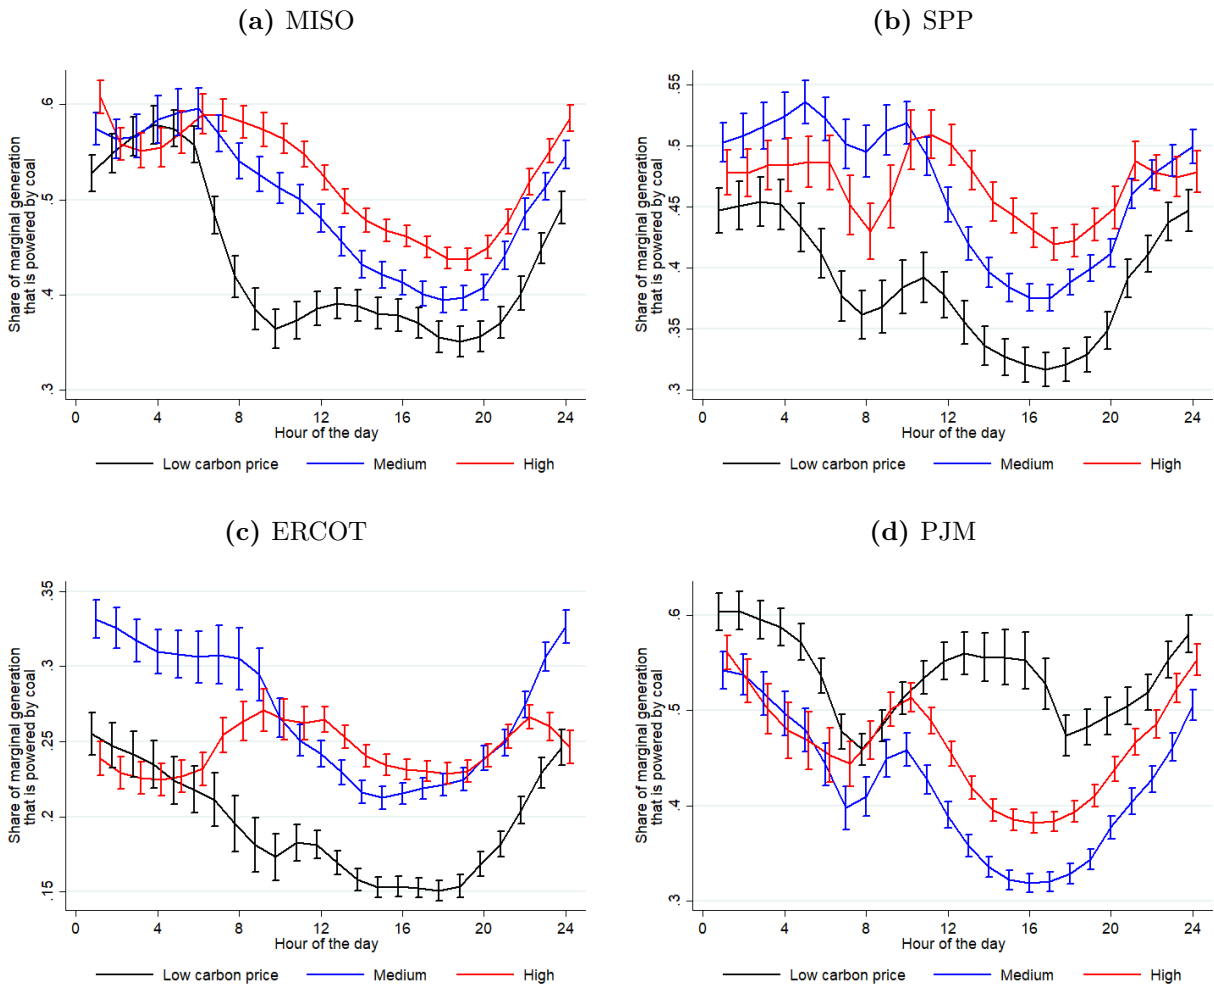 (a) MISO
Share of marginal generation
that is powered by coal
.6
.5
.4
.3
0 4 8 12 16 20 24
Hour of the day
Low carbon price Medium High
(b) SPP
Share of marginal generation
that is powered by coal
.55
.5
.45
.4
.35
.3
0 4 8 12 16 20 24
Hour of the day
Low carbon price Medium High
(c) ERCOT
Share of marginal generation
that is powered by coal
.35
.3
.25
.2
.15
0 4 8 12 16 20 24
Hour of the day
Low carbon price Medium High
(d) PJM
Share of marginal generation
that is powered by coal
.6
.5
.4
.3
0 4 8 12 16 20 24
Hour of the day
Low carbon price Medium High